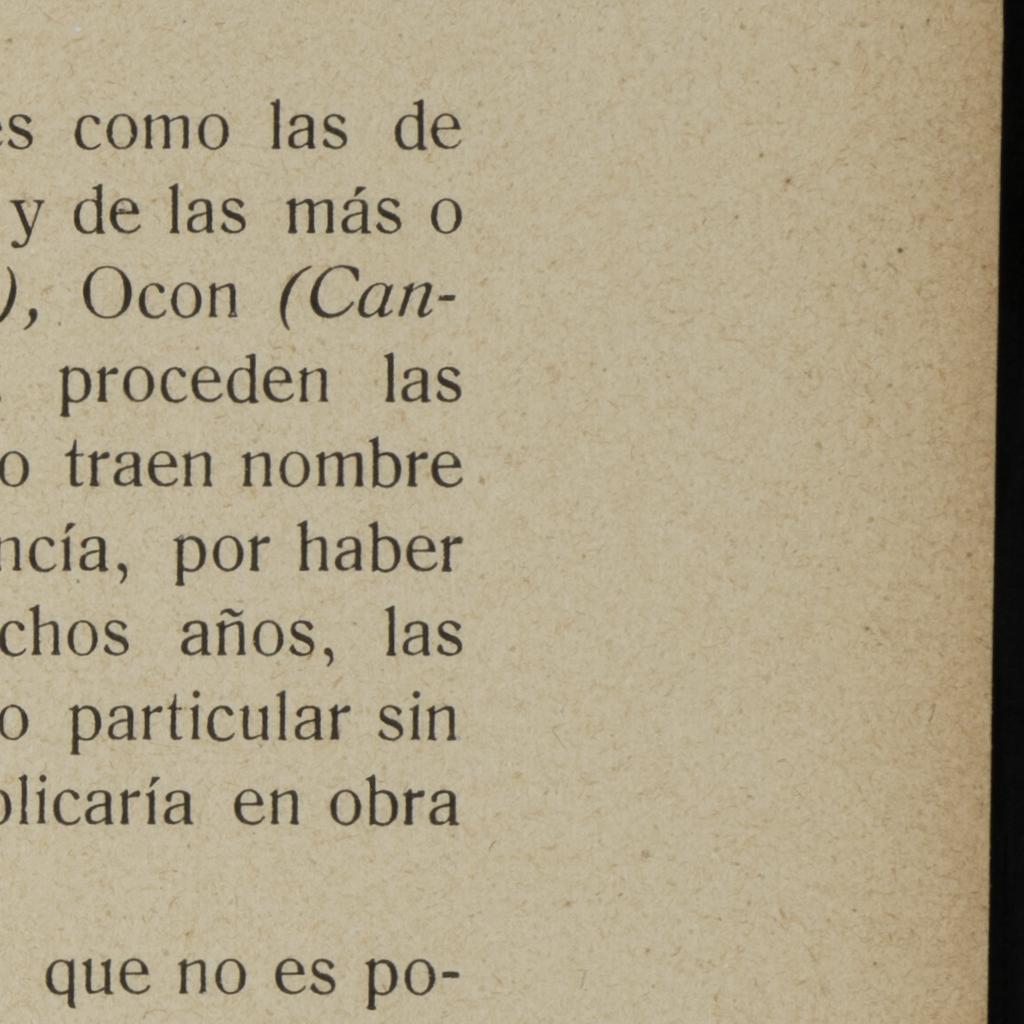 es como las de
y de las más o
), Ocon (Can-
proceden las
o traen nombre
ncía, por haber
chos años, las
o particular sin
plicaría en obra
que no es po-